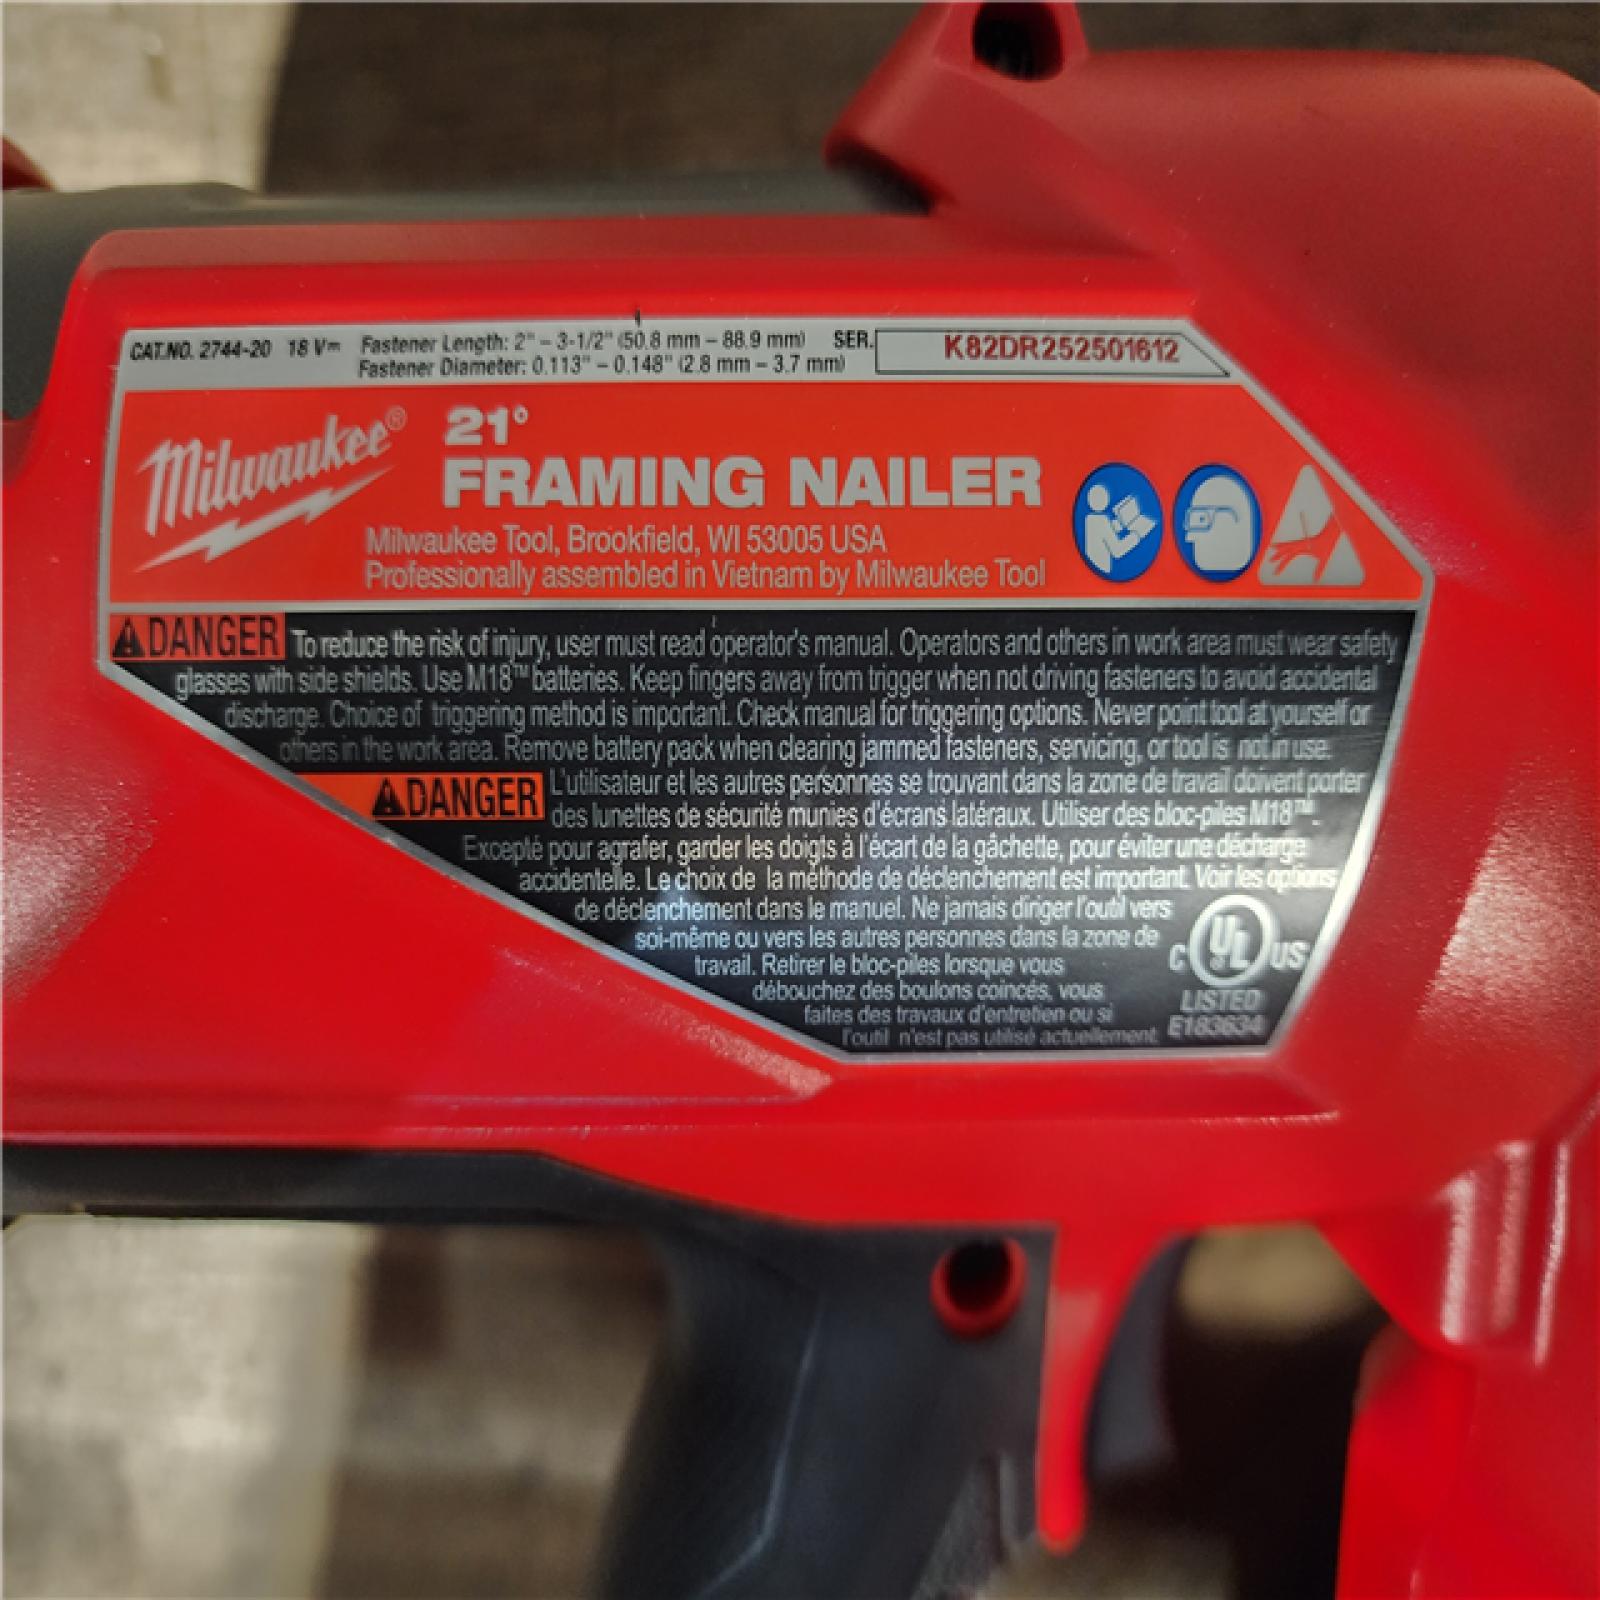 CAT.NO. 2744-20 18 V⎓ Fastener Length: 2" – 3-1/2" (50.8 mm – 88.9 mm) SER. K82DR252501612
Fastener Diameter: 0.113" – 0.148" (2.8 mm – 3.7 mm)
Milwaukee®
21°
FRAMING NAILER
Milwaukee Tool, Brookfield, WI 53005 USA
Professionally assembled in Vietnam by Milwaukee Tool
⚠DANGER To reduce the risk of injury, user must read operator's manual. Operators and others in work area must wear safety
glasses with side shields. Use M18™ batteries. Keep fingers away from trigger when not driving fasteners to avoid accidental
discharge. Choice of triggering method is important. Check manual for triggering options. Never point tool at yourself or
others in the work area. Remove battery pack when clearing jammed fasteners, servicing, or tool is not in use.
⚠DANGER L'utilisateur et les autres personnes se trouvant dans la zone de travail doivent porter
des lunettes de sécurité munies d'écrans latéraux. Utiliser des bloc-piles M18™.
Excepté pour agrafer, garder les doigts à l'écart de la gâchette, pour éviter une décharge
accidentelle. Le choix de la méthode de déclenchement est important. Voir les options
de déclenchement dans le manuel. Ne jamais diriger l'outil vers
soi-même ou vers les autres personnes dans la zone de
travail. Retirer le bloc-piles lorsque vous
débouchez des boulons coincés, vous
faites des travaux d'entretien ou si
l'outil n'est pas utilisé actuellement.
C UL US
LISTED
E183634